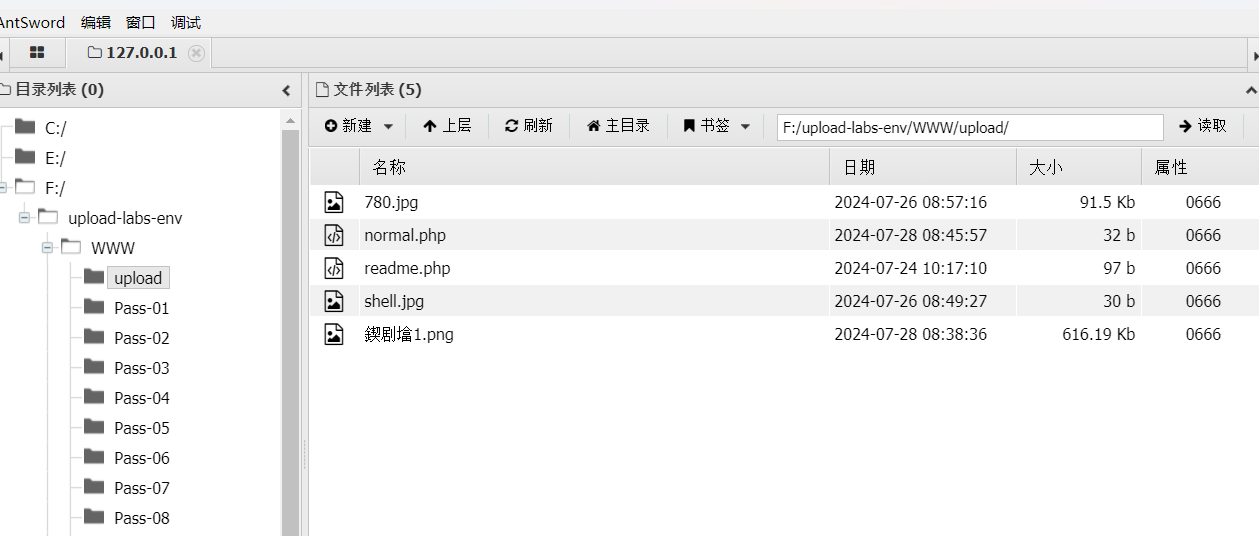 AntSword 编辑 窗口 调试
127.0.0.1
目录列表 (0)
文件列表 (5)
新建 上层 刷新 主目录 书签 F:/upload-labs-env/WWW/upload/ 读取
名称 日期 大小 属性
780.jpg 2024-07-26 08:57:16 91.5 Kb 0666
normal.php 2024-07-28 08:45:57 32 b 0666
readme.php 2024-07-24 10:17:10 97 b 0666
shell.jpg 2024-07-26 08:49:27 30 b 0666
鍥剧墖1.png 2024-07-28 08:38:36 616.19 Kb 0666
C:/
E:/
F:/
upload-labs-env
WWW
upload
Pass-01
Pass-02
Pass-03
Pass-04
Pass-05
Pass-06
Pass-07
Pass-08